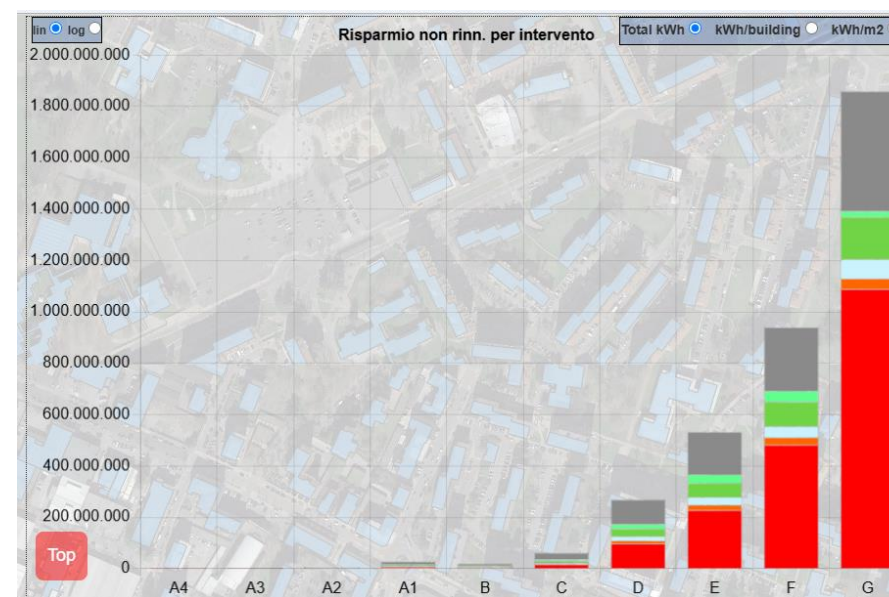 lin log
Risparmio non rinn. per intervento
Total kWh kWh/building kWh/m2
2.000.000.000
1.800.000.000
1.600.000.000
1.400.000.000
1.200.000.000
1.000.000.000
800.000.000
600.000.000
400.000.000
200.000.000
Top
0
A4 A3 A2 A1 B C D E F G